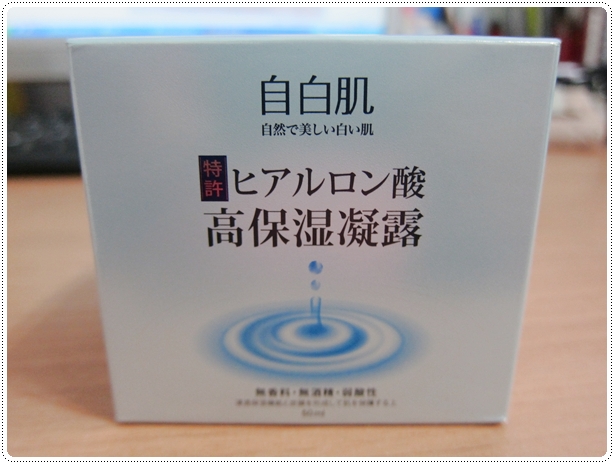 自白肌
自然で美しい白い肌
特許 ヒアルロン酸
高保湿凝露
無香料・無酒精・弱酸性